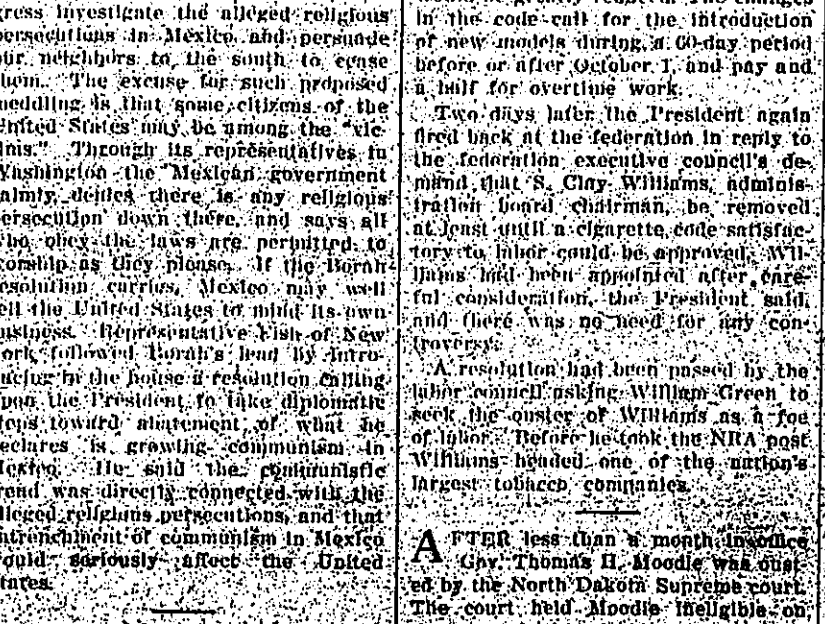 gress investigate the alleged religious
persecutions in Mexico and persuade
our neighbors to the south to cease
them. The excuse for such proposed
meddling is that some citizens of the
United States may be among the "vic-
tims." Through its representatives in
Washington the Mexican government
calmly denies there is any religious
persecution down there, and says all
who obey the laws are permitted to
worship as they please. If the Borah
resolution carries, Mexico may well
tell the United States to mind its own
business. Representative Fish of New
York followed Borah's lead by intro-
ducing in the house a resolution calling
upon the President to take diplomatic
steps toward abatement of what he
declares is growing communism in
Mexico. He said the communistic
trend was directly connected with the
alleged religious persecutions, and that
entrenchment of communism in Mexico
would seriously affect the United
States.
in the code call for the introduction
of new models during a 60-day period
before or after October 1, and pay and
a half for overtime work.
Two days later the President again
fired back at the federation in reply to
the federation executive council's de-
mand that S. Clay Williams, adminis-
tration board chairman, be removed
at least until a cigarette code satisfac-
tory to labor could be approved. Wil-
liams had been appointed after care-
ful consideration, the President said,
and there was no need for any con-
troversy.
A resolution had been passed by the
labor council asking William Green to
seek the ouster of Williams as a foe
of labor. Before he took the NRA post
Williams headed one of the nation's
largest tobacco companies.
AFTER less than a month in office
Gov. Thomas H. Moodie was oust-
ed by the North Dakota Supreme court.
The court held Moodie ineligible on